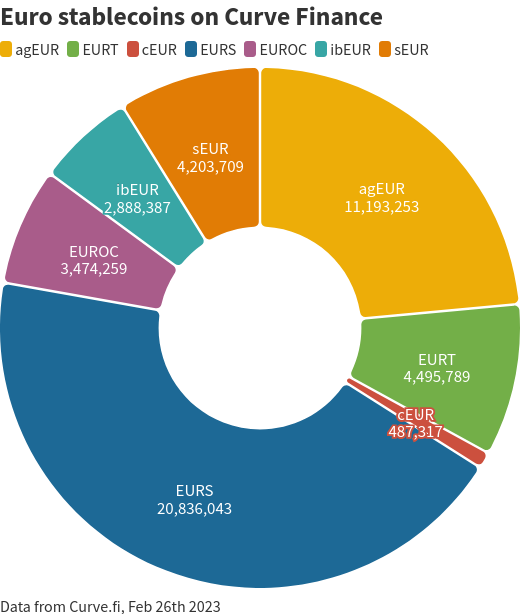 Euro stablecoins on Curve Finance
agEUR EURT cEUR EURS EUROC ibEUR sEUR
sEUR
4,203,709
agEUR
11,193,253
ibEUR
2,888,387
EUROC
3,474,259
EURT
4,495,789
cEUR
487,317
EURS
20,836,043
Data from Curve.fi, Feb 26th 2023